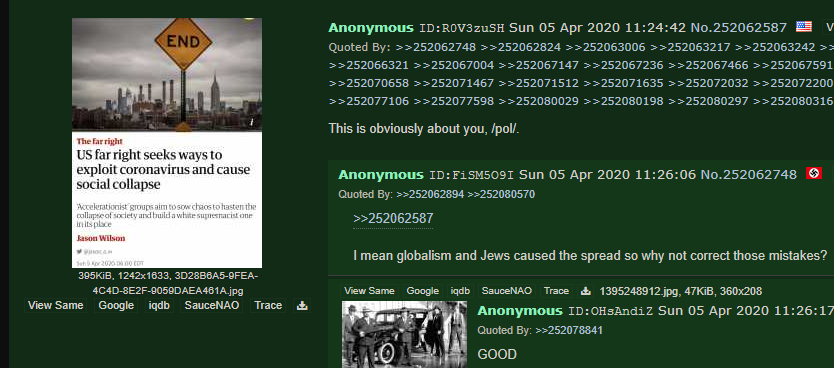 END
The far right
US far right seeks ways to
exploit coronavirus and cause
social collapse
'Accelerationist' groups aim to sow chaos to hasten the
collapse of society and build a white supremacist one
in its place
Jason Wilson
@jason_a_w
Sun 5 Apr 2020 06.00 EDT
395KiB, 1242x1633, 3D28B6A5-9FEA-
4C4D-8E2F-9059DAEA461A.jpg
View Same Google iqdb SauceNAO Trace
Anonymous ID:R0V3zuSH Sun 05 Apr 2020 11:24:42 No.252062587 V
Quoted By: >>252062748 >>252062824 >>252063006 >>252063217 >>252063242 >>
>>252066321 >>252067004 >>252067147 >>252067236 >>252067466 >>252067591
>>252070658 >>252071467 >>252071512 >>252071635 >>252072032 >>252072200
>>252077106 >>252077598 >>252080029 >>252080198 >>252080297 >>252080316
This is obviously about you, /pol/.
Anonymous ID:FiSM5O9I Sun 05 Apr 2020 11:26:06 No.252062748
Quoted By: >>252062894 >>252080570
>>252062587
I mean globalism and Jews caused the spread so why not correct those mistakes?
View Same Google iqdb SauceNAO Trace 1395248912.jpg, 47KiB, 360x208
Anonymous ID:OHsAndiZ Sun 05 Apr 2020 11:26:17
Quoted By: >>252078841
GOOD